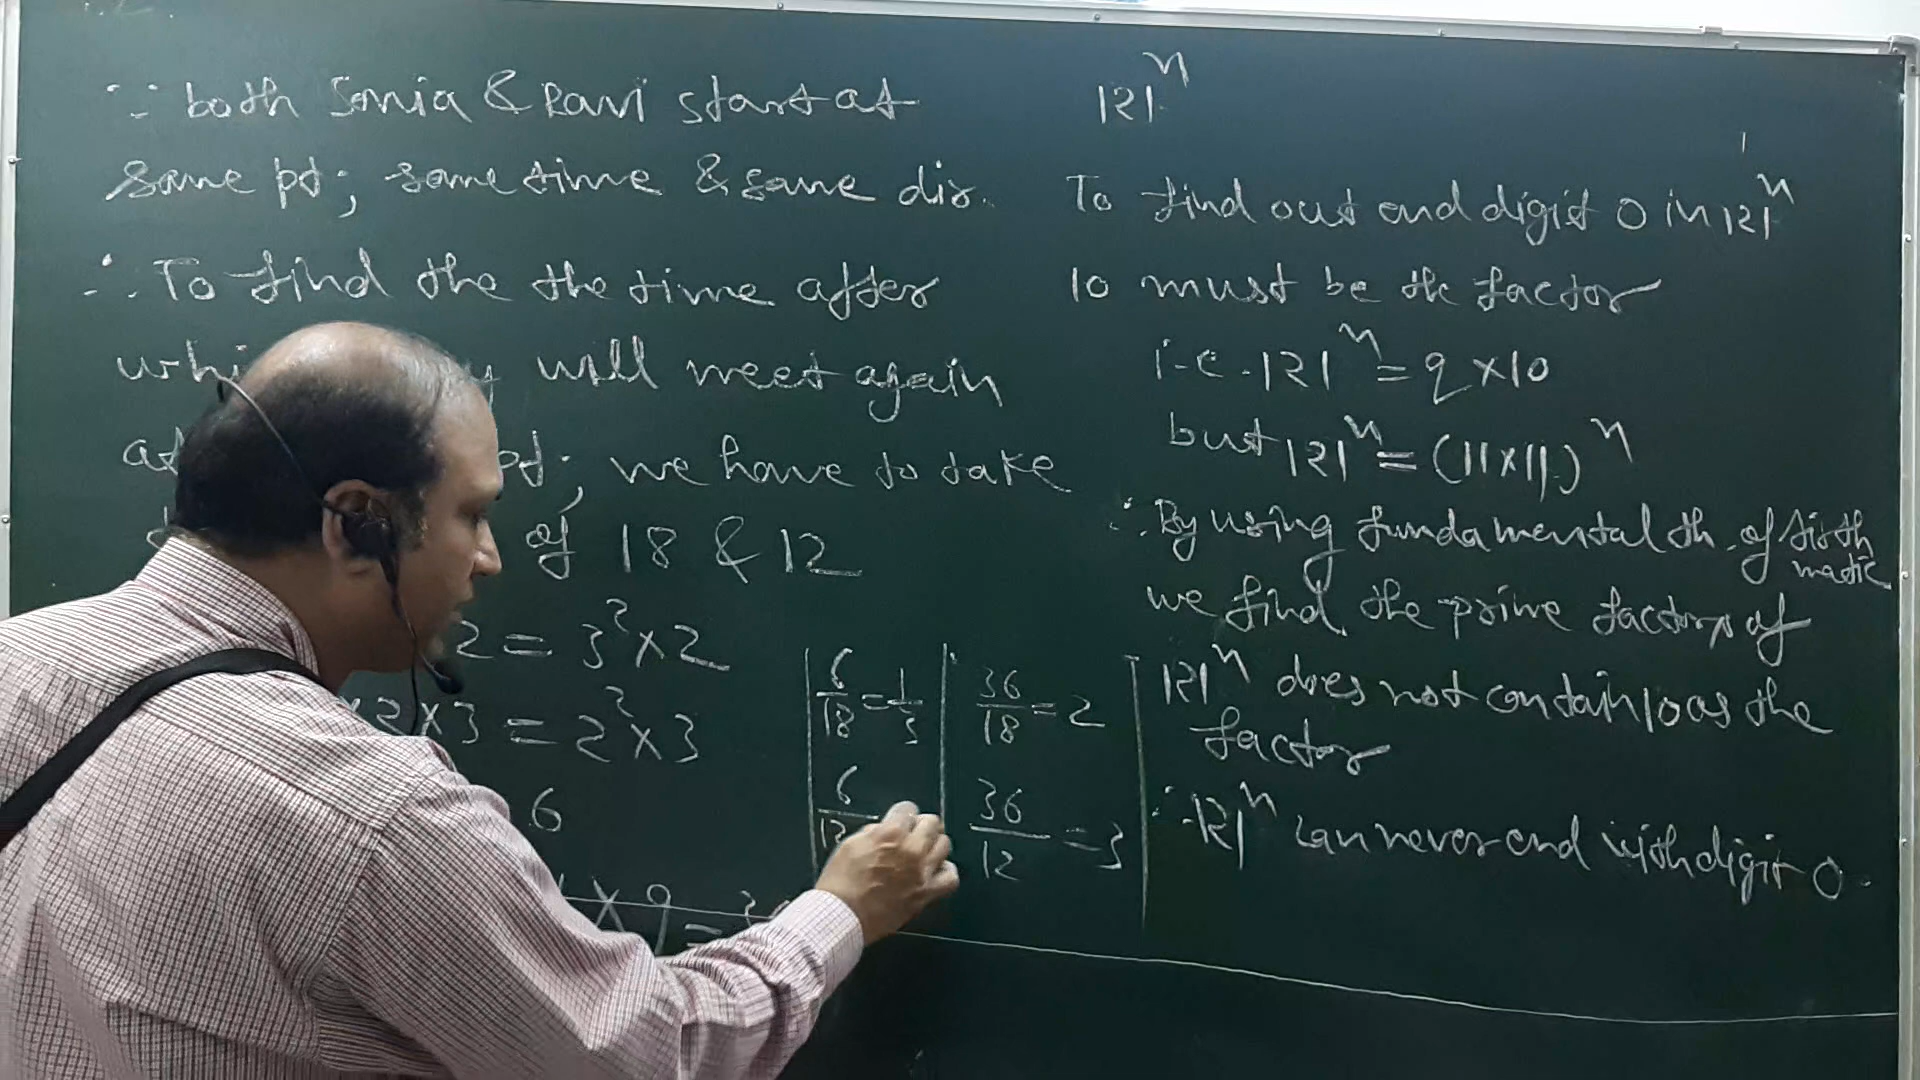 ∵ both Sonia & Ravi start at
same pt; same time & same dir.
∴ To find the the time after
will meet again
pt; we have to take
of 18 & 12
2 = 3² × 2
×2×3 = 2² × 3
6
× 9 =
6/18 = 1/3
6/12
36/18 = 2
36/12 = 3
121ⁿ
To find out end digit 0 in 121ⁿ
10 must be the factor
i.e. 121ⁿ = q × 10
but 121ⁿ = (11×11)ⁿ
∴ By using fundamental th. of Airth
matic
we find the prime factors of
121ⁿ does not contain 10 as the
factor
∴ 121ⁿ can never end with digit 0.